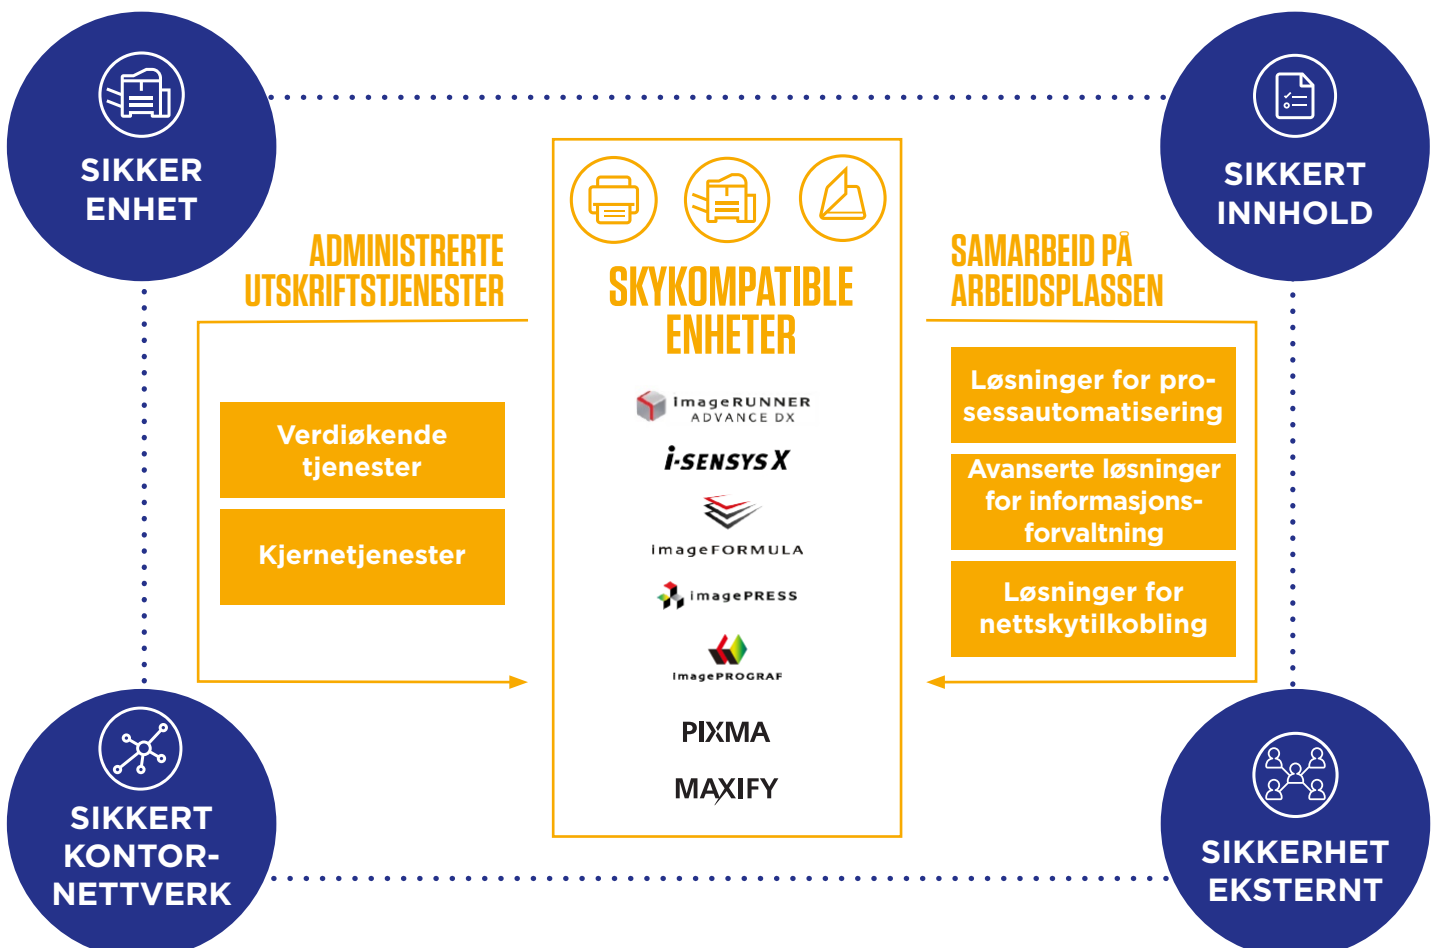 SIKKER
ENHET
SIKKERT
INNHOLD
ADMINISTRERTE
UTSKRIFTSTJENESTER
Verdiøkende
tjenester
Kjernetjenester
SKYKOMPATIBLE
ENHETER
imageRUNNER
ADVANCE DX
i-SENSYS X
imageFORMULA
imagePRESS
imagePROGRAF
PIXMA
MAXIFY
SAMARBEID PÅ
ARBEIDSPLASSEN
Løsninger for pro-
sessautomatisering
Avanserte løsninger
for informasjons-
forvaltning
Løsninger for
nettskytilkobling
SIKKERT
KONTOR-
NETTVERK
SIKKERHET
EKSTERNT